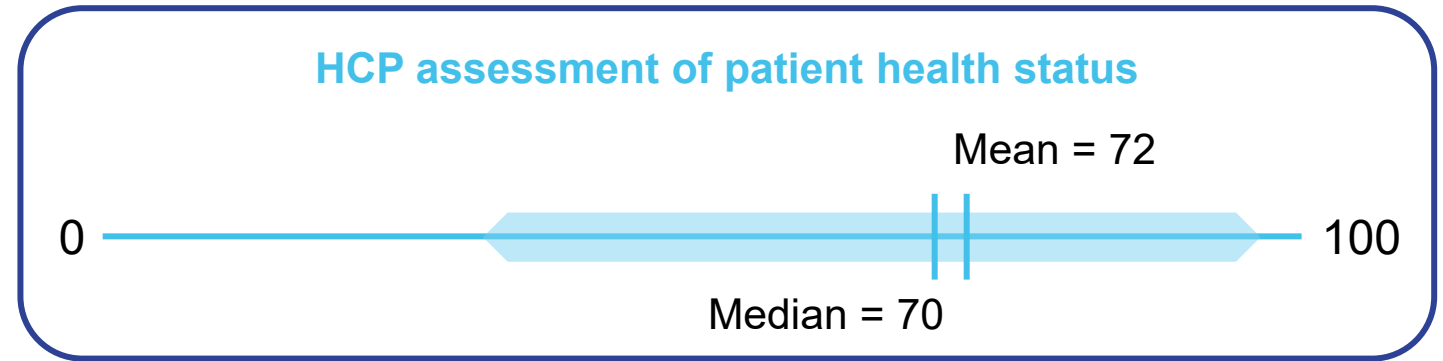 HCP assessment of patient health status
Mean = 72
0
100
Median = 70